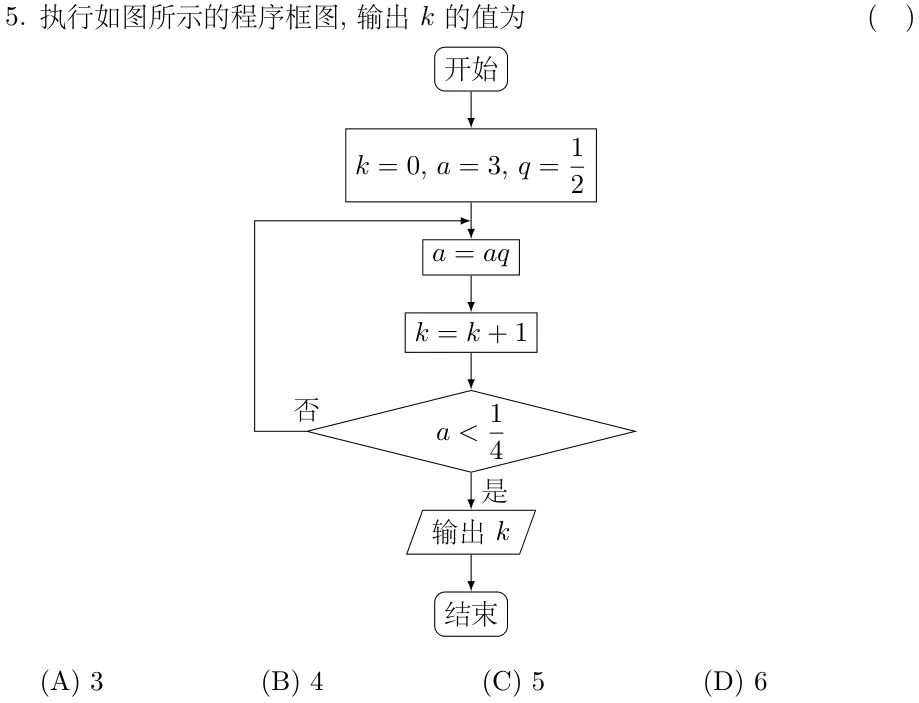 5. 执行如图所示的程序框图, 输出 k 的值为 (    )
开始
k = 0, a = 3, q = 1/2
a = aq
k = k + 1
否
a < 1/4
是
输出 k
结束
(A) 3 (B) 4 (C) 5 (D) 6